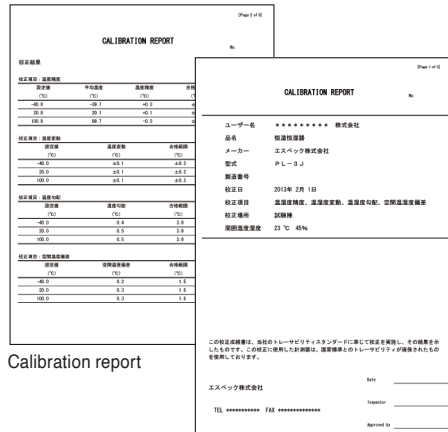 [Page 2 of 2]
CALIBRATION REPORT
No.
校正結果
校正項目：温度精度
設定値 平均温度 温度精度
(℃) (℃) (℃)
-40.0 -39.7 +0.3
20.0 20.1 +0.1
100.0 99.7 -0.3
校正項目：温度変動
設定値 温度変動 合格範囲
(℃) (℃) (℃)
-40.0 ±0.1 ±0.3
20.0 ±0.1 ±0.3
100.0 ±0.1 ±0.3
校正項目：温度勾配
設定値 温度勾配 合格範囲
(℃) (℃) (℃)
-40.0 0.4 3.0
20.0 0.5 3.0
100.0 0.5 3.0
校正項目：空間温度偏差
設定値 空間温度偏差 合格範囲
(℃) (℃) (℃)
-40.0 0.2 1.5
20.0 0.3 1.5
100.0 0.3 1.5
Calibration report
[Page 1 of 2]
CALIBRATION REPORT
No.
ユーザー名 ＊＊＊＊＊＊＊＊＊ 株式会社
品名 恒温恒湿器
メーカー エスペック株式会社
型式 ＰＬ－３Ｊ
製造番号
校正日 2013年 2月 1日
校正項目 温湿度精度、温湿度変動、温湿度勾配、空間温湿度偏差
校正場所 試験棟
周囲温度湿度 23 ℃ 45%
この校正成績書は、当社のトレーサビリティスタンダードに準じて校正を実施し、その結果を示
したものです。この校正に使用した計測器は、国家標準とのトレーサビリティが確保されたもの
を使用しております。
エスペック株式会社
TEL *********** FAX **************
Date
Inspector
Approved by